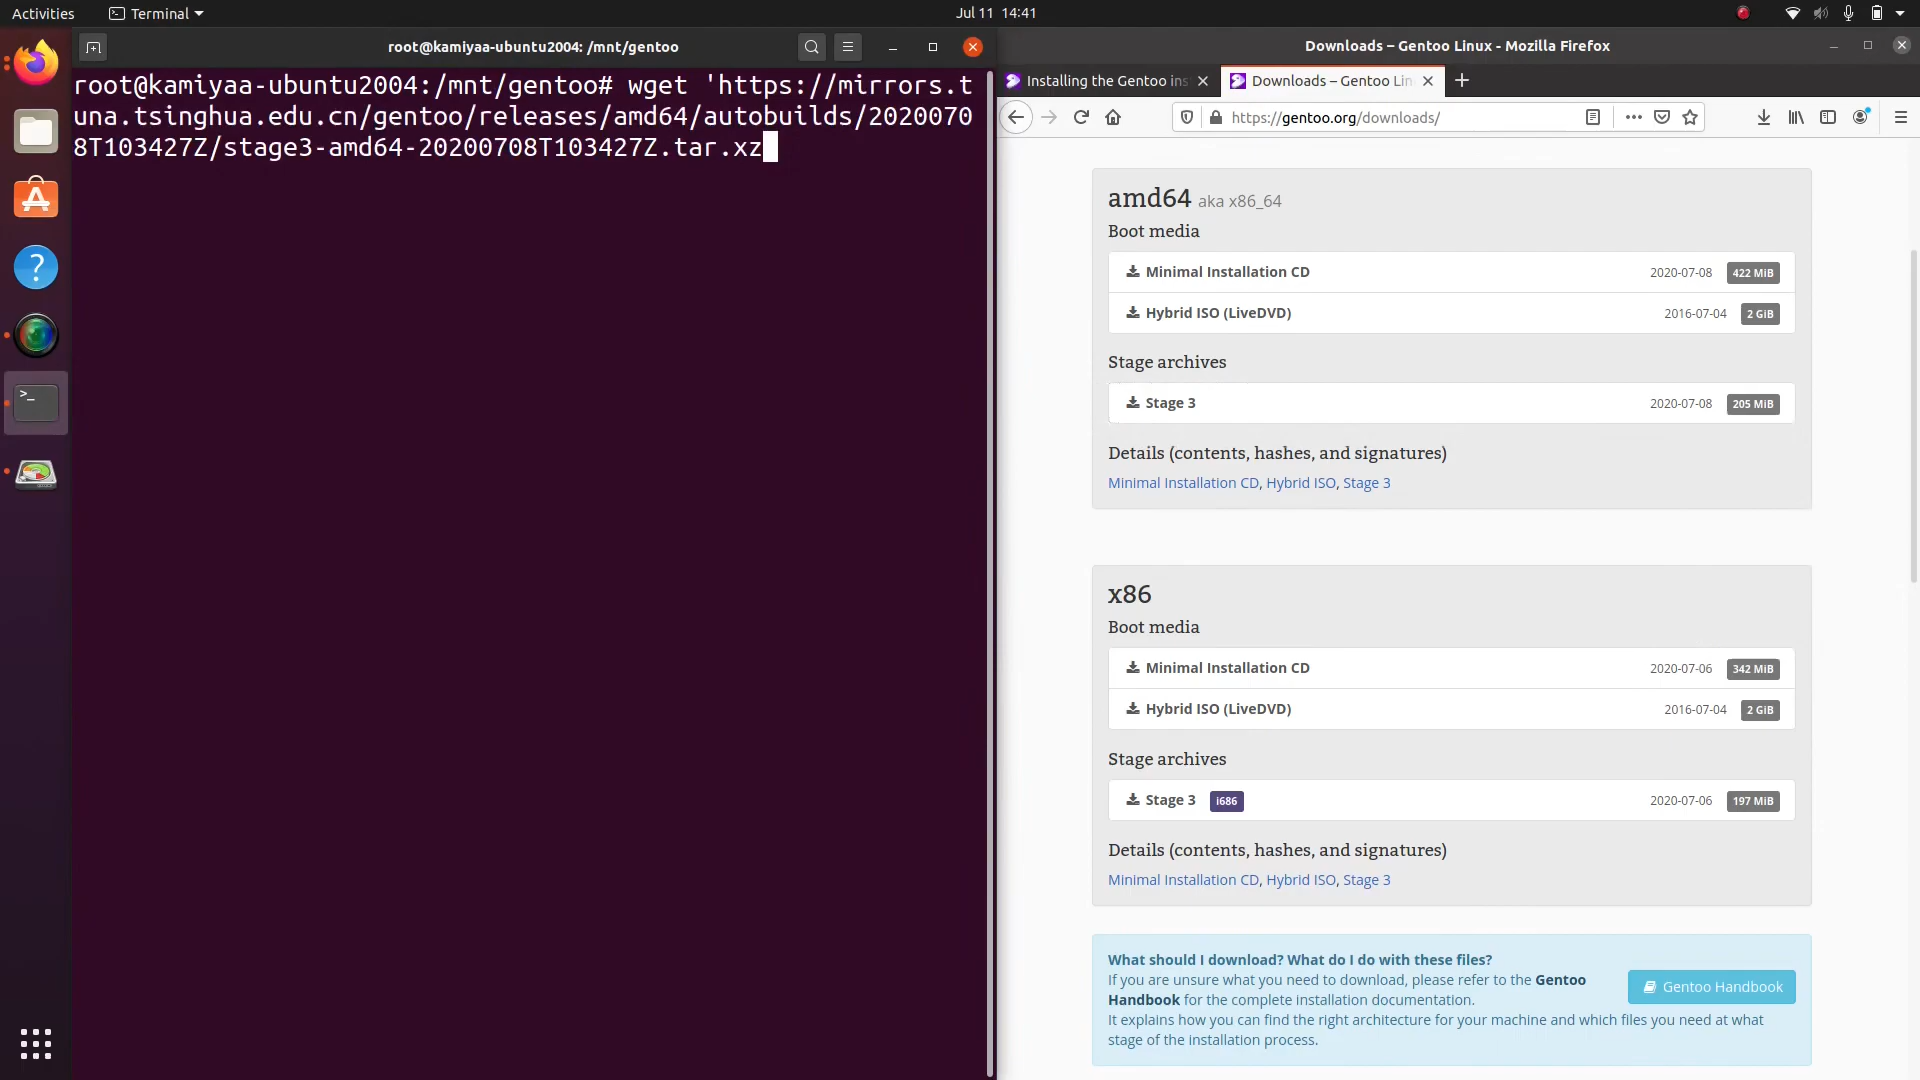 Activities
Terminal
Jul 11 14:41
root@kamiyaa-ubuntu2004: /mnt/gentoo
root@kamiyaa-ubuntu2004:/mnt/gentoo# wget 'https://mirrors.t
una.tsinghua.edu.cn/gentoo/releases/amd64/autobuilds/2020070
8T103427Z/stage3-amd64-20200708T103427Z.tar.xz
Downloads – Gentoo Linux - Mozilla Firefox
Installing the Gentoo ins
Downloads – Gentoo Lin
https://gentoo.org/downloads/
amd64 aka x86_64
Boot media
Minimal Installation CD 2020-07-08 422 MiB
Hybrid ISO (LiveDVD) 2016-07-04 2 GiB
Stage archives
Stage 3 2020-07-08 205 MiB
Details (contents, hashes, and signatures)
Minimal Installation CD, Hybrid ISO, Stage 3
x86
Boot media
Minimal Installation CD 2020-07-06 342 MiB
Hybrid ISO (LiveDVD) 2016-07-04 2 GiB
Stage archives
Stage 3 i686 2020-07-06 197 MiB
Details (contents, hashes, and signatures)
Minimal Installation CD, Hybrid ISO, Stage 3
What should I download? What do I do with these files?
If you are unsure what you need to download, please refer to the Gentoo
Handbook for the complete installation documentation.
It explains how you can find the right architecture for your machine and which files you need at what
stage of the installation process.
Gentoo Handbook